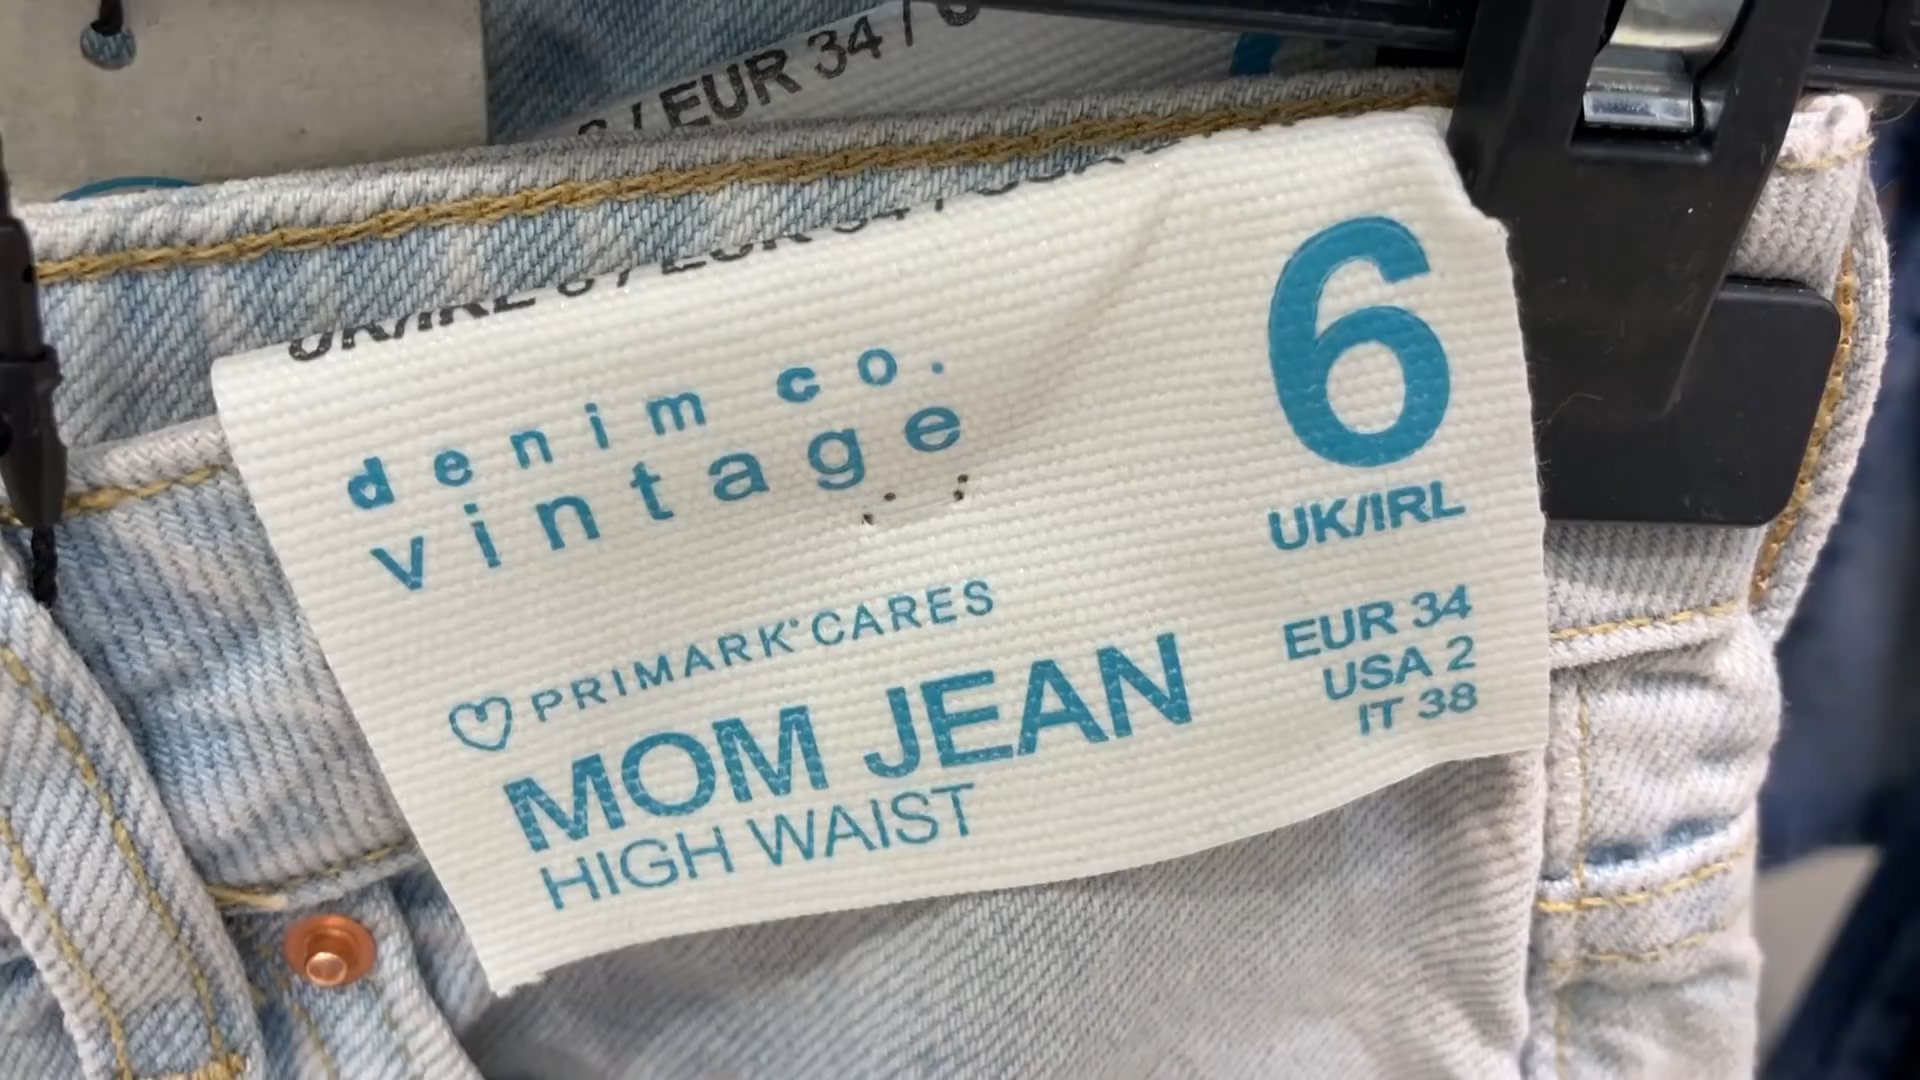 / EUR 34 /
denim co.
vintage
PRIMARK® CARES
MOM JEAN
HIGH WAIST
6
UK/IRL
EUR 34
USA 2
IT 38